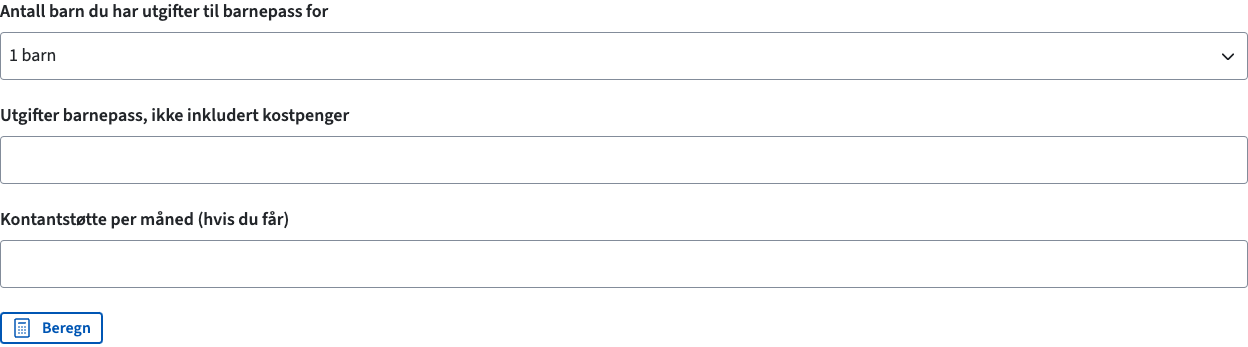 Antall barn du har utgifter til barnepass for
1 barn
Utgifter barnepass, ikke inkludert kostpenger
Kontantstøtte per måned (hvis du får)
Beregn